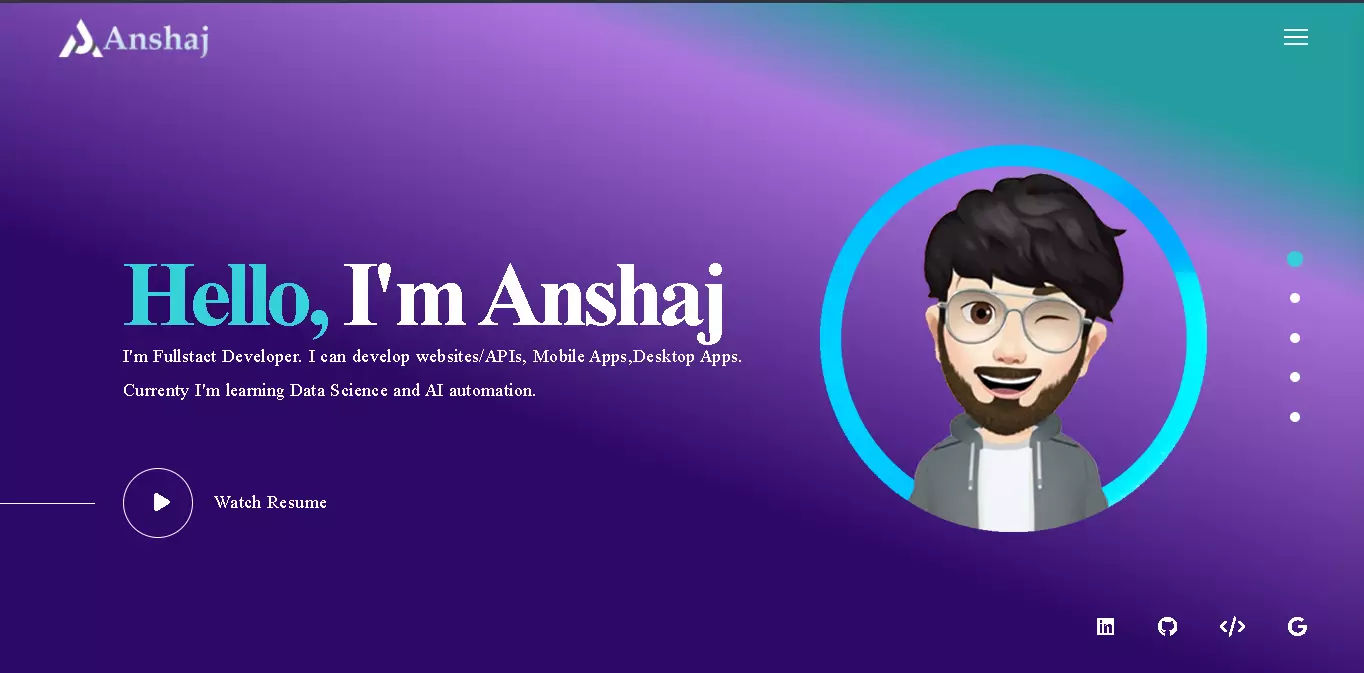 Anshaj
Hello, I'm Anshaj
I'm Fullstact Developer. I can develop websites/APIs, Mobile Apps,Desktop Apps.
Currenty I'm learning Data Science and AI automation.
Watch Resume